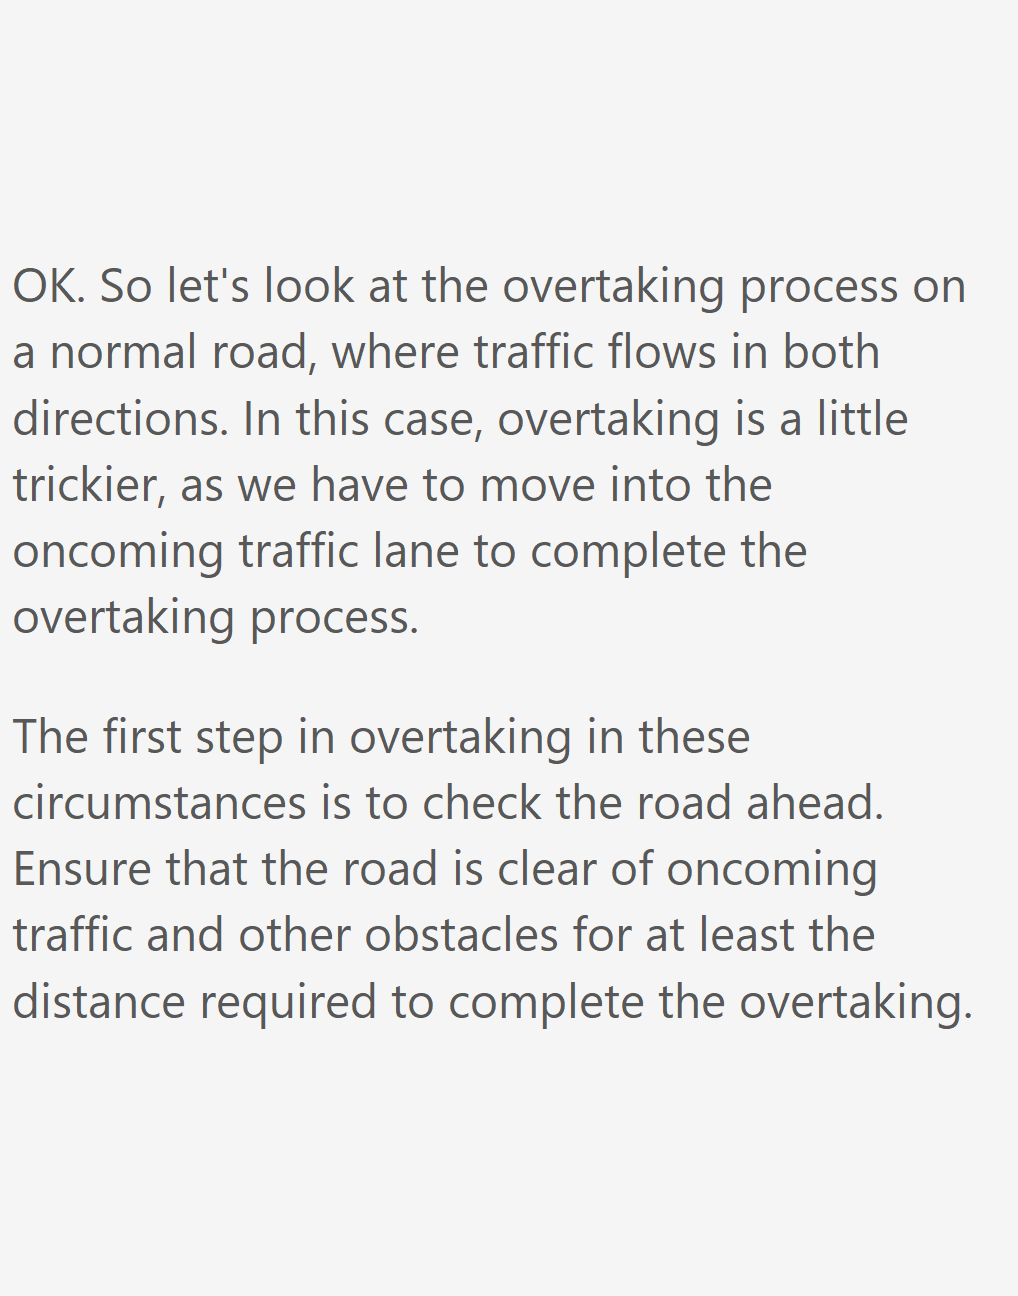 OK. So let's look at the overtaking process on
a normal road, where traffic flows in both
directions. In this case, overtaking is a little
trickier, as we have to move into the
oncoming traffic lane to complete the
overtaking process.
The first step in overtaking in these
circumstances is to check the road ahead.
Ensure that the road is clear of oncoming
traffic and other obstacles for at least the
distance required to complete the overtaking.